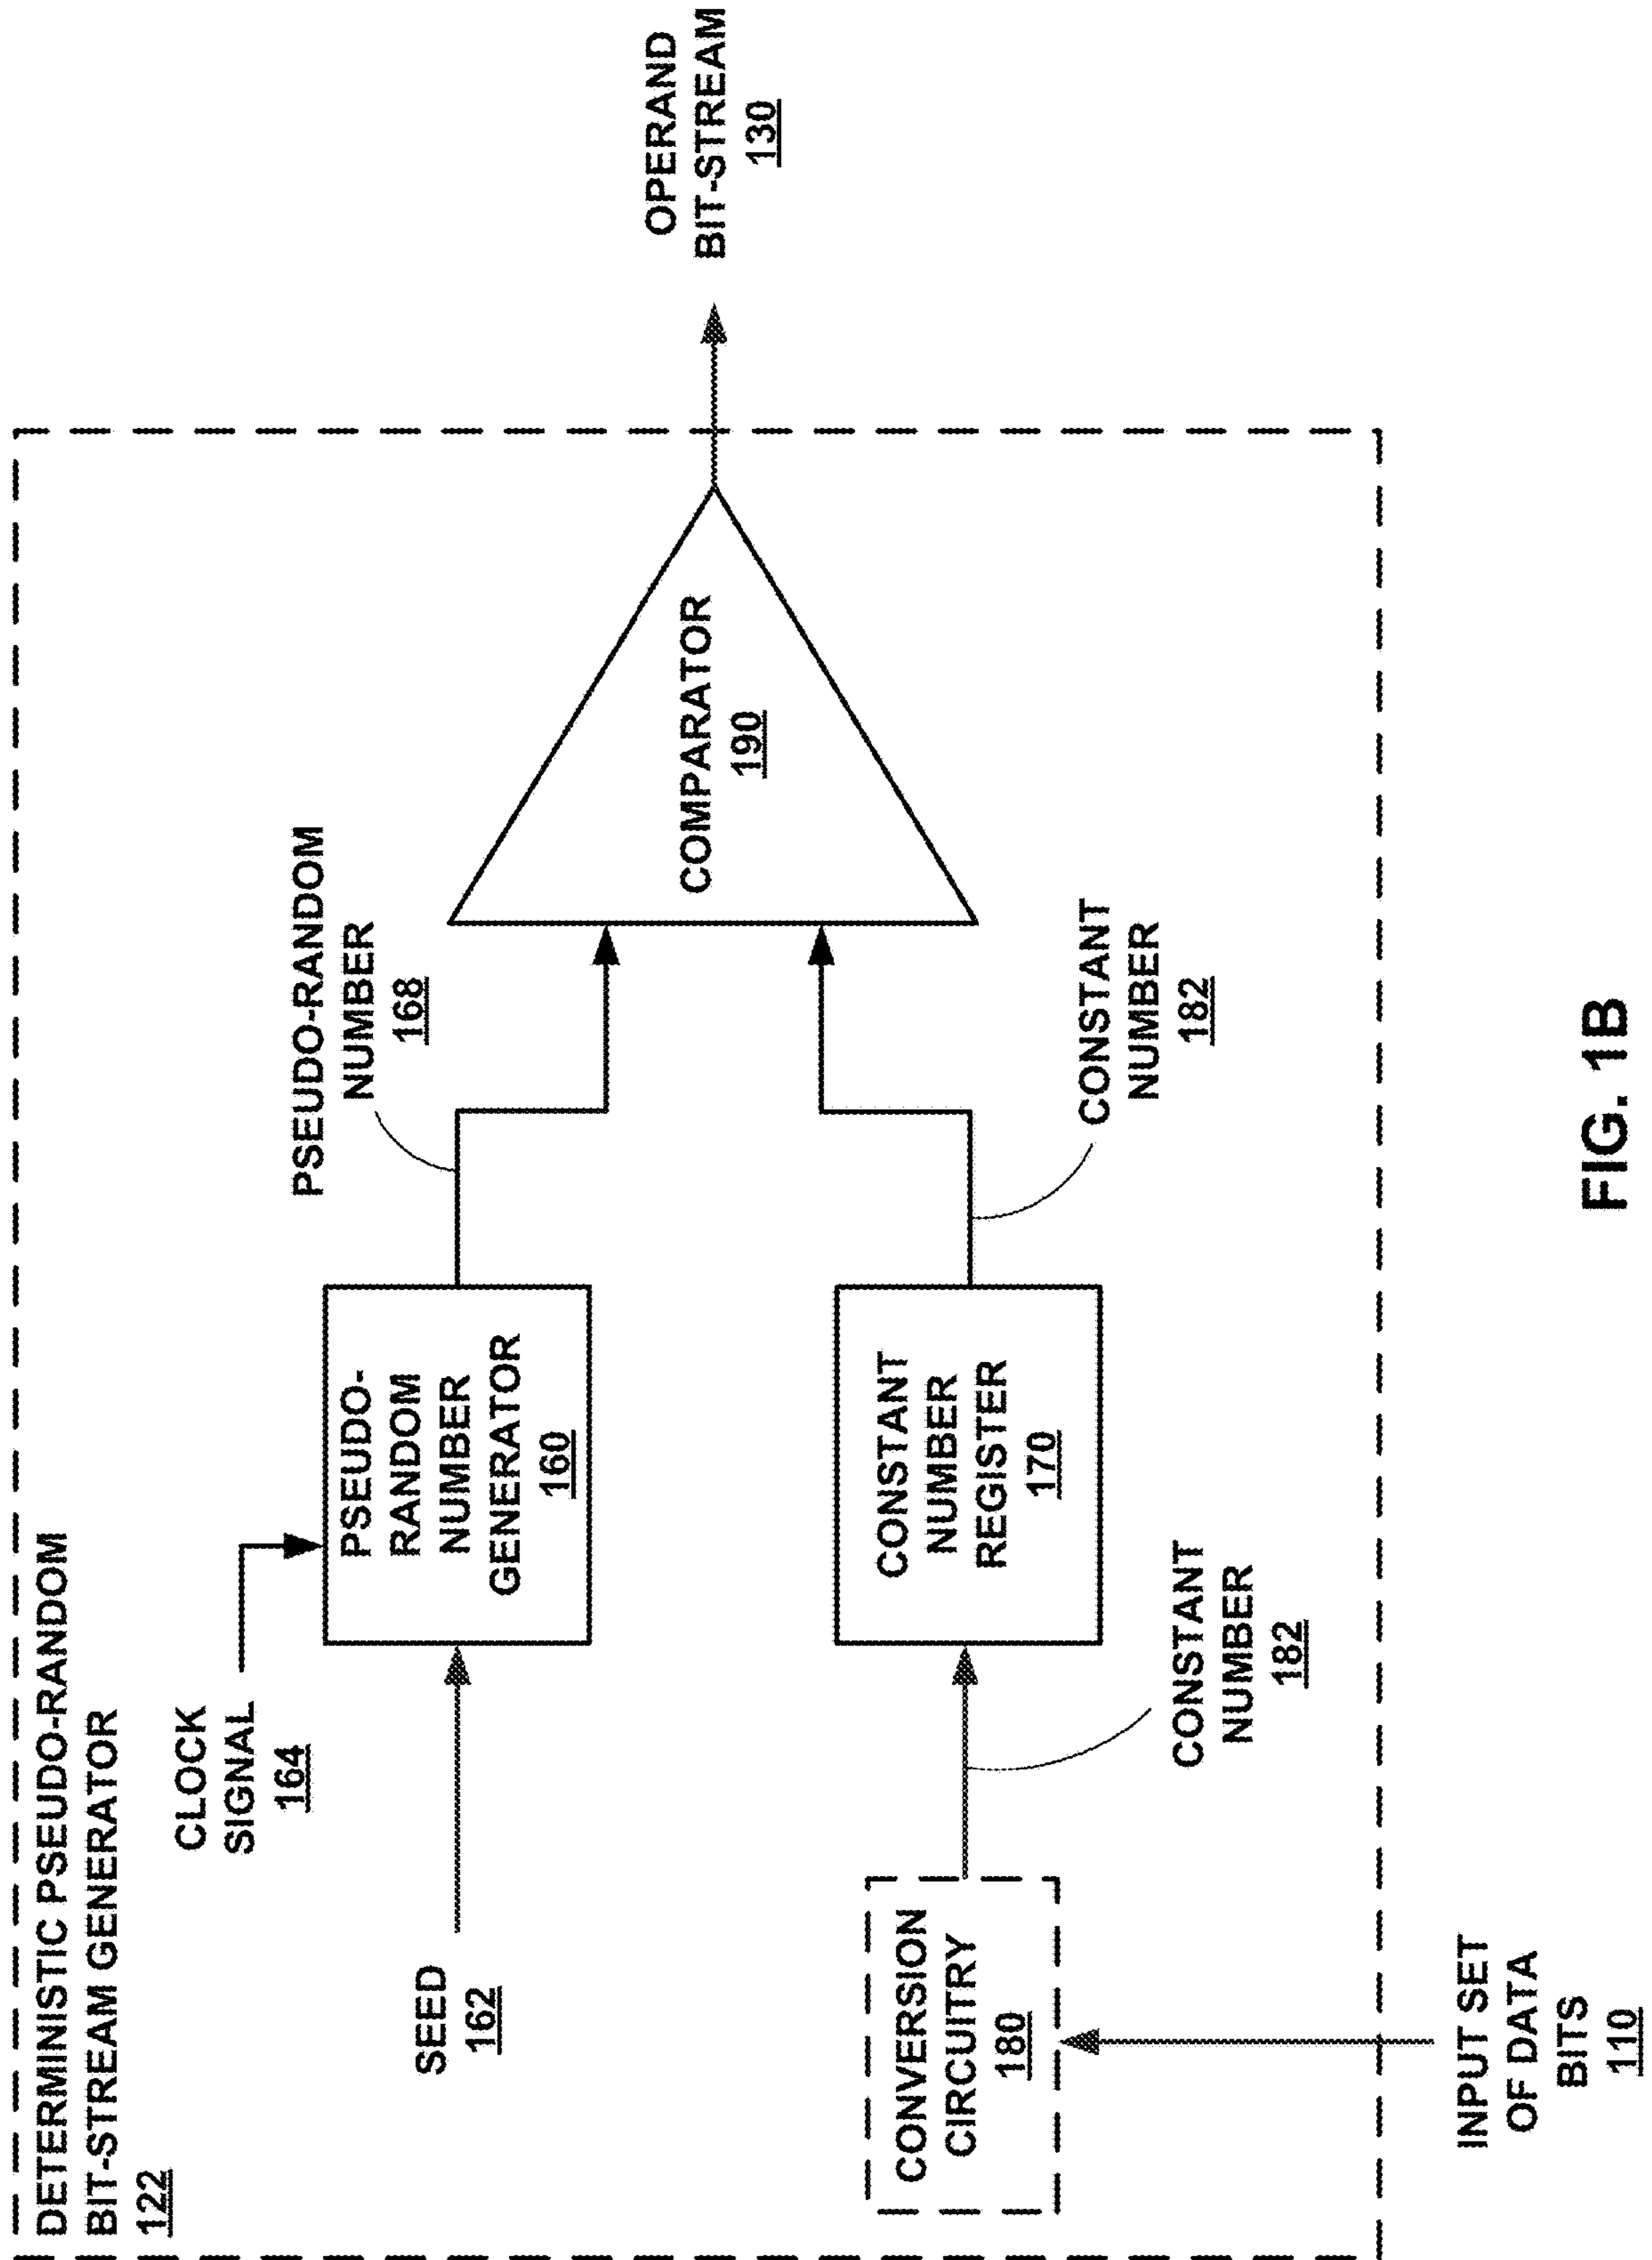 DETERMINISTIC PSEUDO-RANDOM
BIT-STREAM GENERATOR
122
CLOCK
SIGNAL
164
SEED
162
PSEUDO-
RANDOM
NUMBER
GENERATOR
160
PSEUDO-RANDOM
NUMBER
168
COMPARATOR
190
OPERAND
BIT-STREAM
130
CONVERSION
CIRCUITRY
180
CONSTANT
NUMBER
182
CONSTANT
NUMBER
REGISTER
170
CONSTANT
NUMBER
182
INPUT SET
OF DATA
BITS
110
FIG. 1B